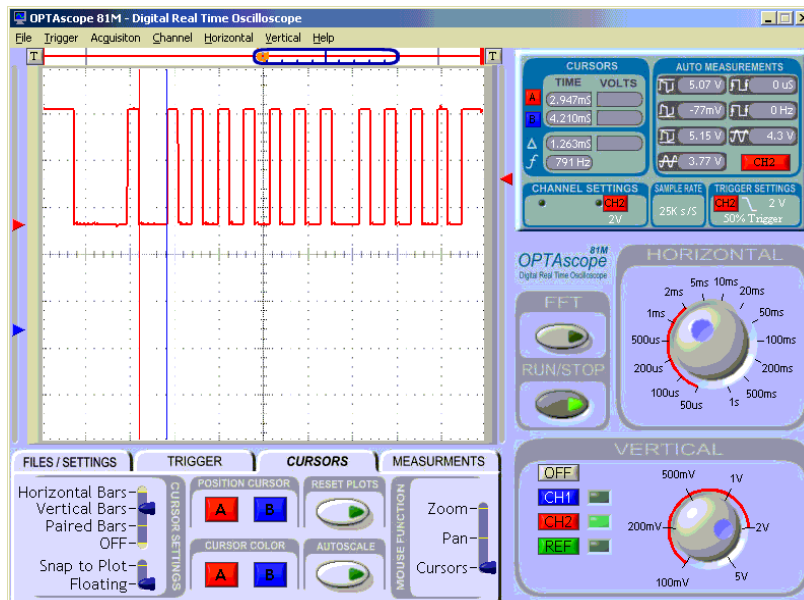 OPTAscope 81M - Digital Real Time Oscilloscope
File Trigger Acquisiton Channel Horizontal Vertical Help
T T
CURSORS
TIME VOLTS
A 2.947mS
B 4.210mS
Δ 1.263mS
f 791 Hz
AUTO MEASUREMENTS
5.07 V 0 uS
-77mV 0 Hz
5.15 V 4.3 V
3.77 V CH2
CHANNEL SETTINGS
CH2
2V
SAMPLE RATE
25K s/S
TRIGGER SETTINGS
CH2 2 V
50% Trigger
81M
OPTAscope
Digital Real Time Oscilloscope
FFT
RUN/STOP
HORIZONTAL
50us
100us
200us
500us
1ms
2ms
5ms
10ms
20ms
50ms
100ms
200ms
500ms
1s
FILES / SETTINGS TRIGGER CURSORS MEASURMENTS
Horizontal Bars
Vertical Bars
Paired Bars
OFF
Snap to Plot
Floating
CURSOR SETTINGS
POSITION CURSOR
A B
CURSOR COLOR
A B
RESET PLOTS
AUTOSCALE
MOUSE FUNCTION
Zoom
Pan
Cursors
VERTICAL
OFF
CH1
CH2
REF
100mV
200mV
500mV
1V
2V
5V